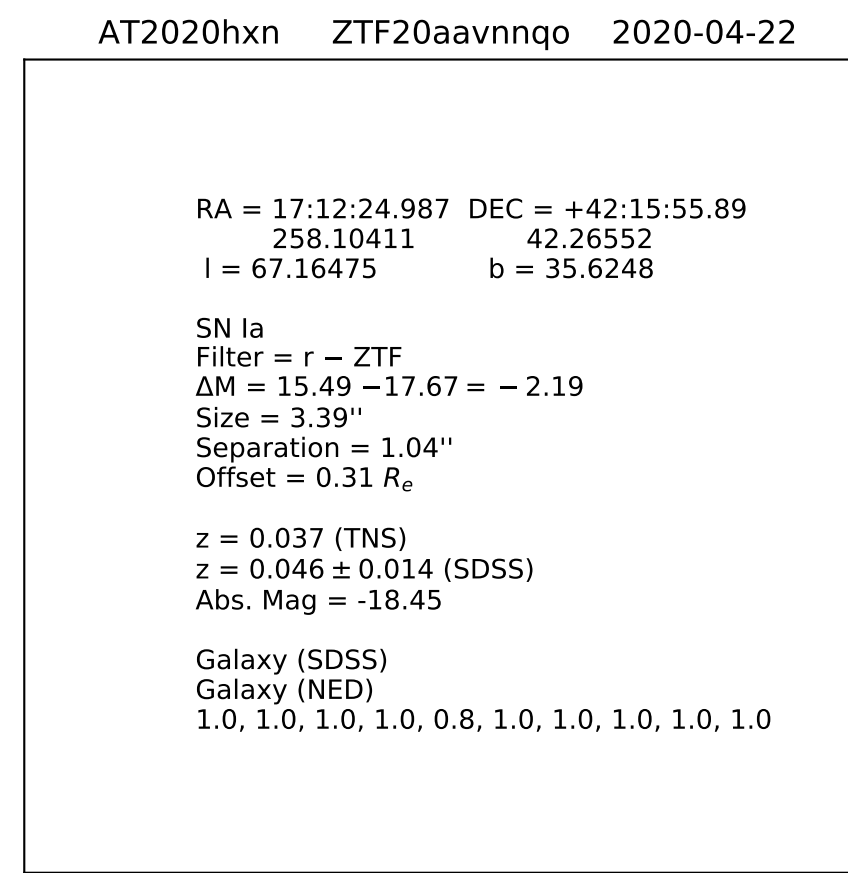 AT2020hxn ZTF20aavnnqo 2020-04-22
RA = 17:12:24.987 DEC = +42:15:55.89
258.10411 42.26552
l = 67.16475 b = 35.6248
SN Ia
Filter = r − ZTF
ΔM = 15.49 −17.67 = − 2.19
Size = 3.39''
Separation = 1.04''
Offset = 0.31 Re
z = 0.037 (TNS)
z = 0.046 ± 0.014 (SDSS)
Abs. Mag = -18.45
Galaxy (SDSS)
Galaxy (NED)
1.0, 1.0, 1.0, 1.0, 0.8, 1.0, 1.0, 1.0, 1.0, 1.0